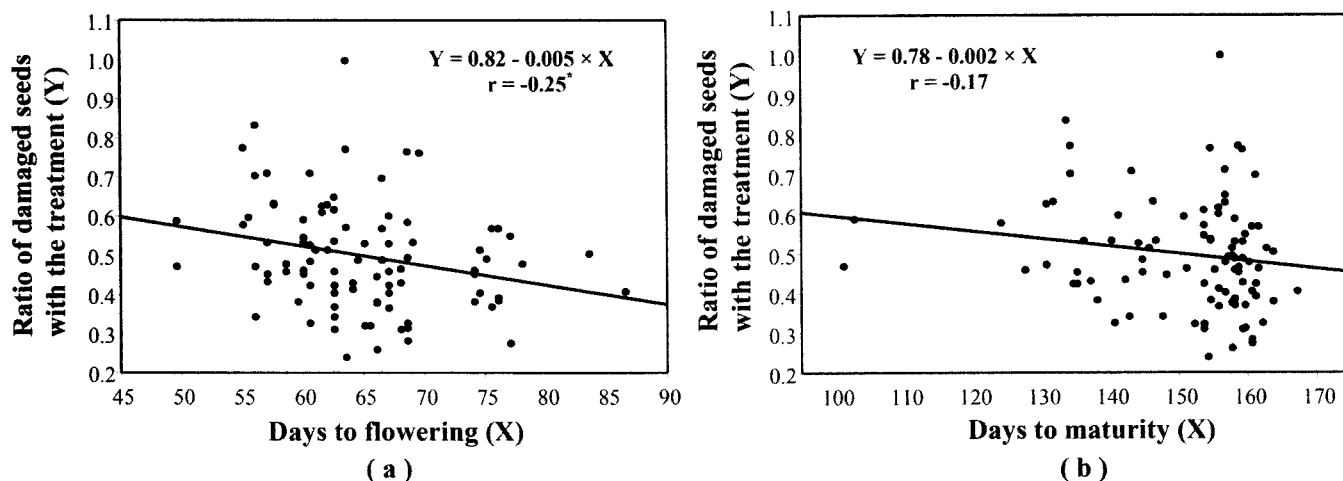 Ratio of damaged seeds
with the treatment (Y)
1.1
1.0
0.9
0.8
0.7
0.6
0.5
0.4
0.3
0.2
Y = 0.82 - 0.005 × X
r = -0.25*
45 50 55 60 65 70 75 80 85 90
Days to flowering (X)
( a )
Ratio of damaged seeds
with the treatment (Y)
1.1
1.0
0.9
0.8
0.7
0.6
0.5
0.4
0.3
0.2
Y = 0.78 - 0.002 × X
r = -0.17
100 110 120 130 140 150 160 170
Days to maturity (X)
( b )